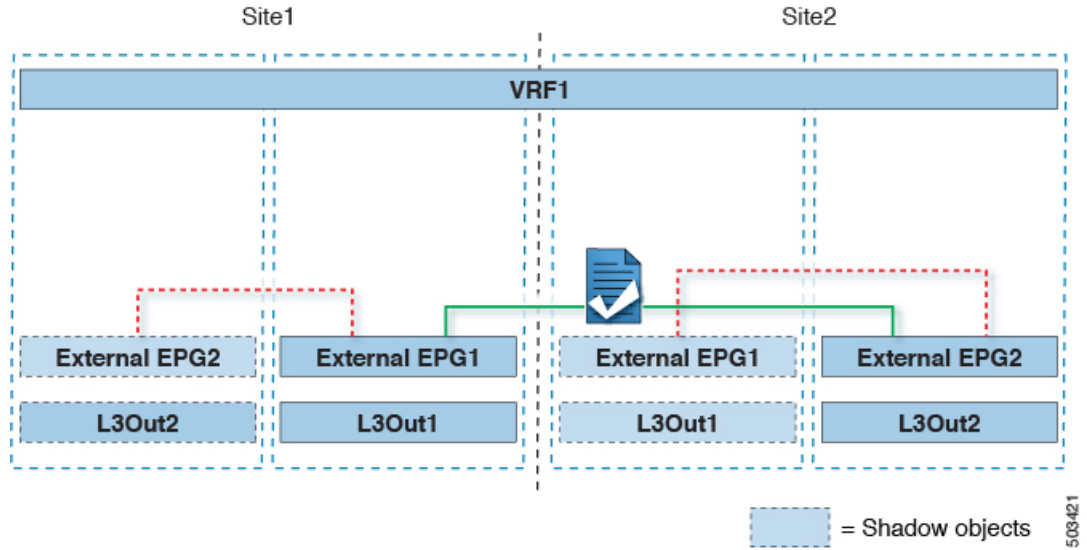 Site1 Site2
VRF1
External EPG2 External EPG1 External EPG1 External EPG2
L3Out2 L3Out1 L3Out1 L3Out2
= Shadow objects
503421